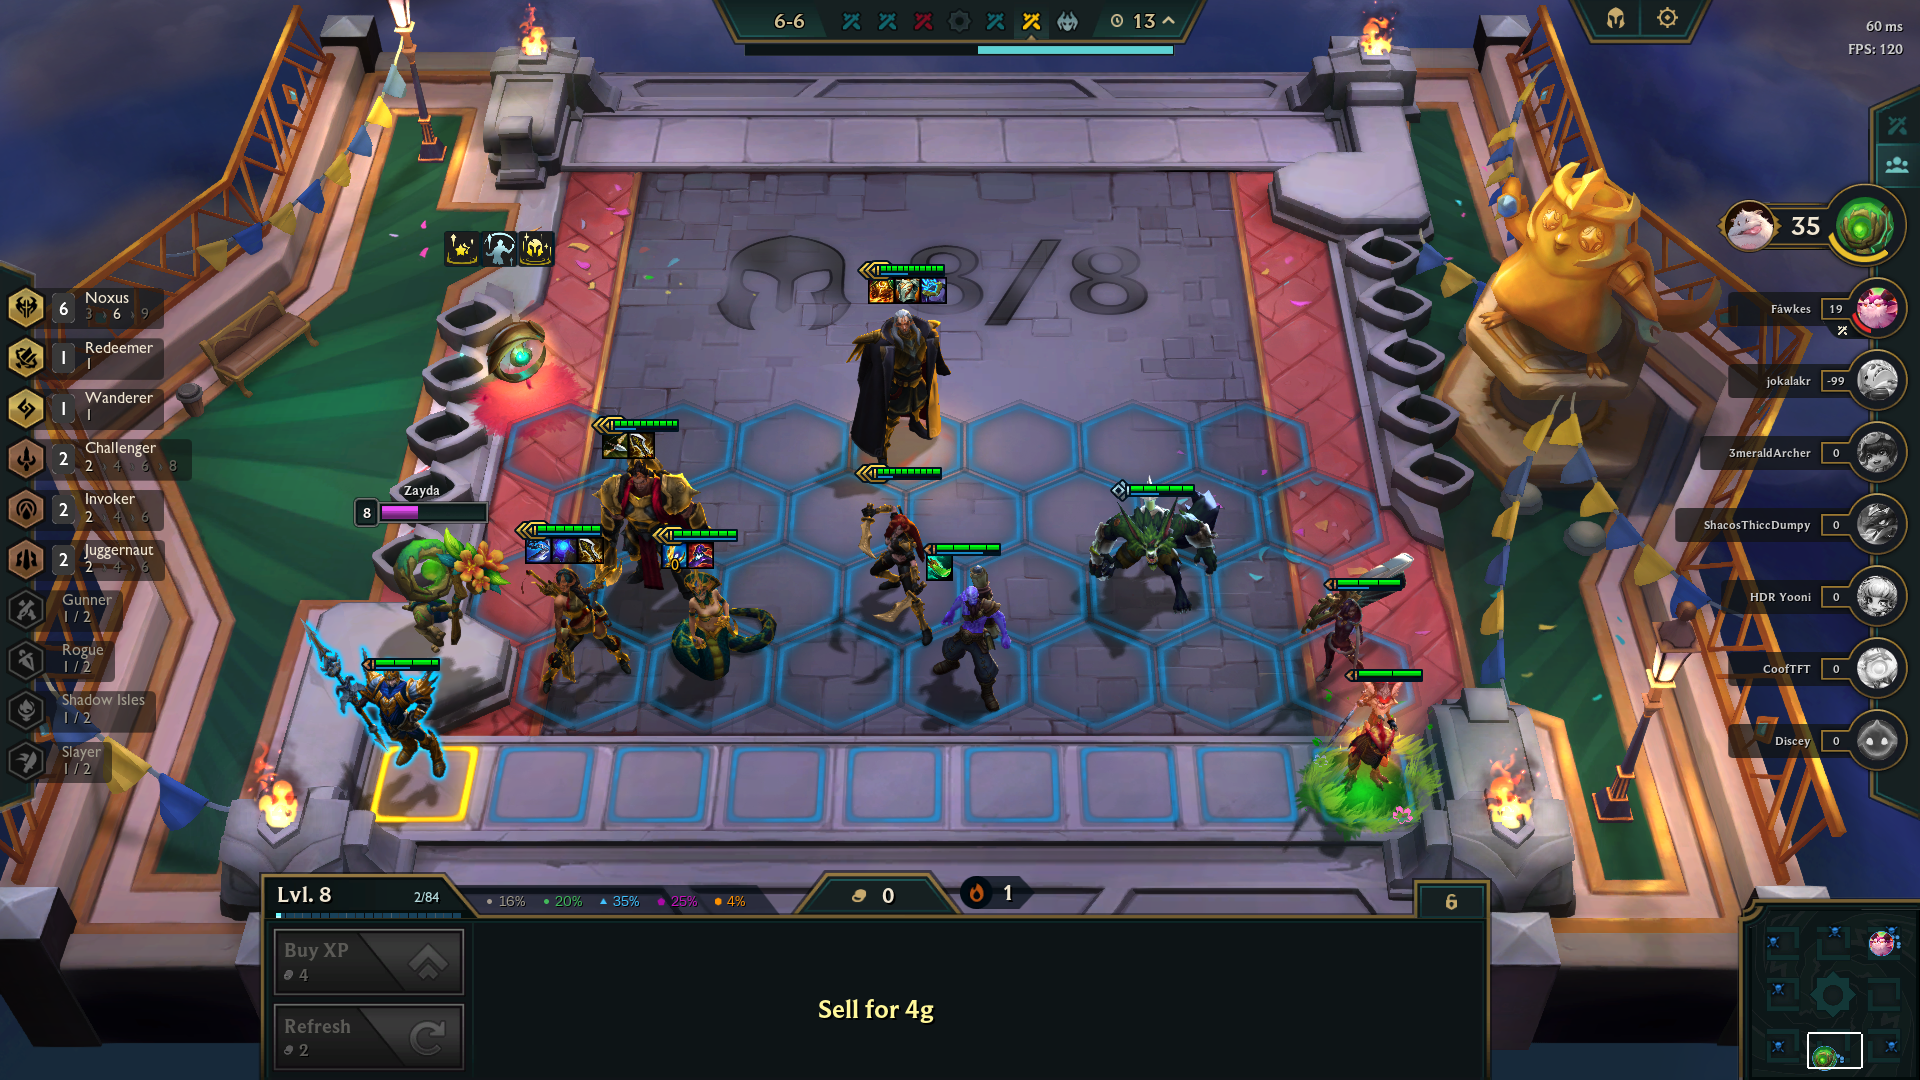 6-6
13
60 ms
FPS: 120
8/8
35
Fåwkes 19
jokalakr -99
3meraldArcher 0
ShacosThiccDumpy 0
HDR Yooni 0
CoofTFT 0
Discey 0
6 Noxus
3 › 6 › 9
1 Redeemer
1
1 Wanderer
1
2 Challenger
2 › 4 › 6 › 8
2 Invoker
2 › 4 › 6
2 Juggernaut
2 › 4 › 6
Gunner
1 / 2
Rogue
1 / 2
Shadow Isles
1 / 2
Slayer
1 / 2
Zayda
8
0
Lvl. 8 2/84
16% 20% 35% 25% 4%
0
1
6
Buy XP
4
Refresh
2
Sell for 4g